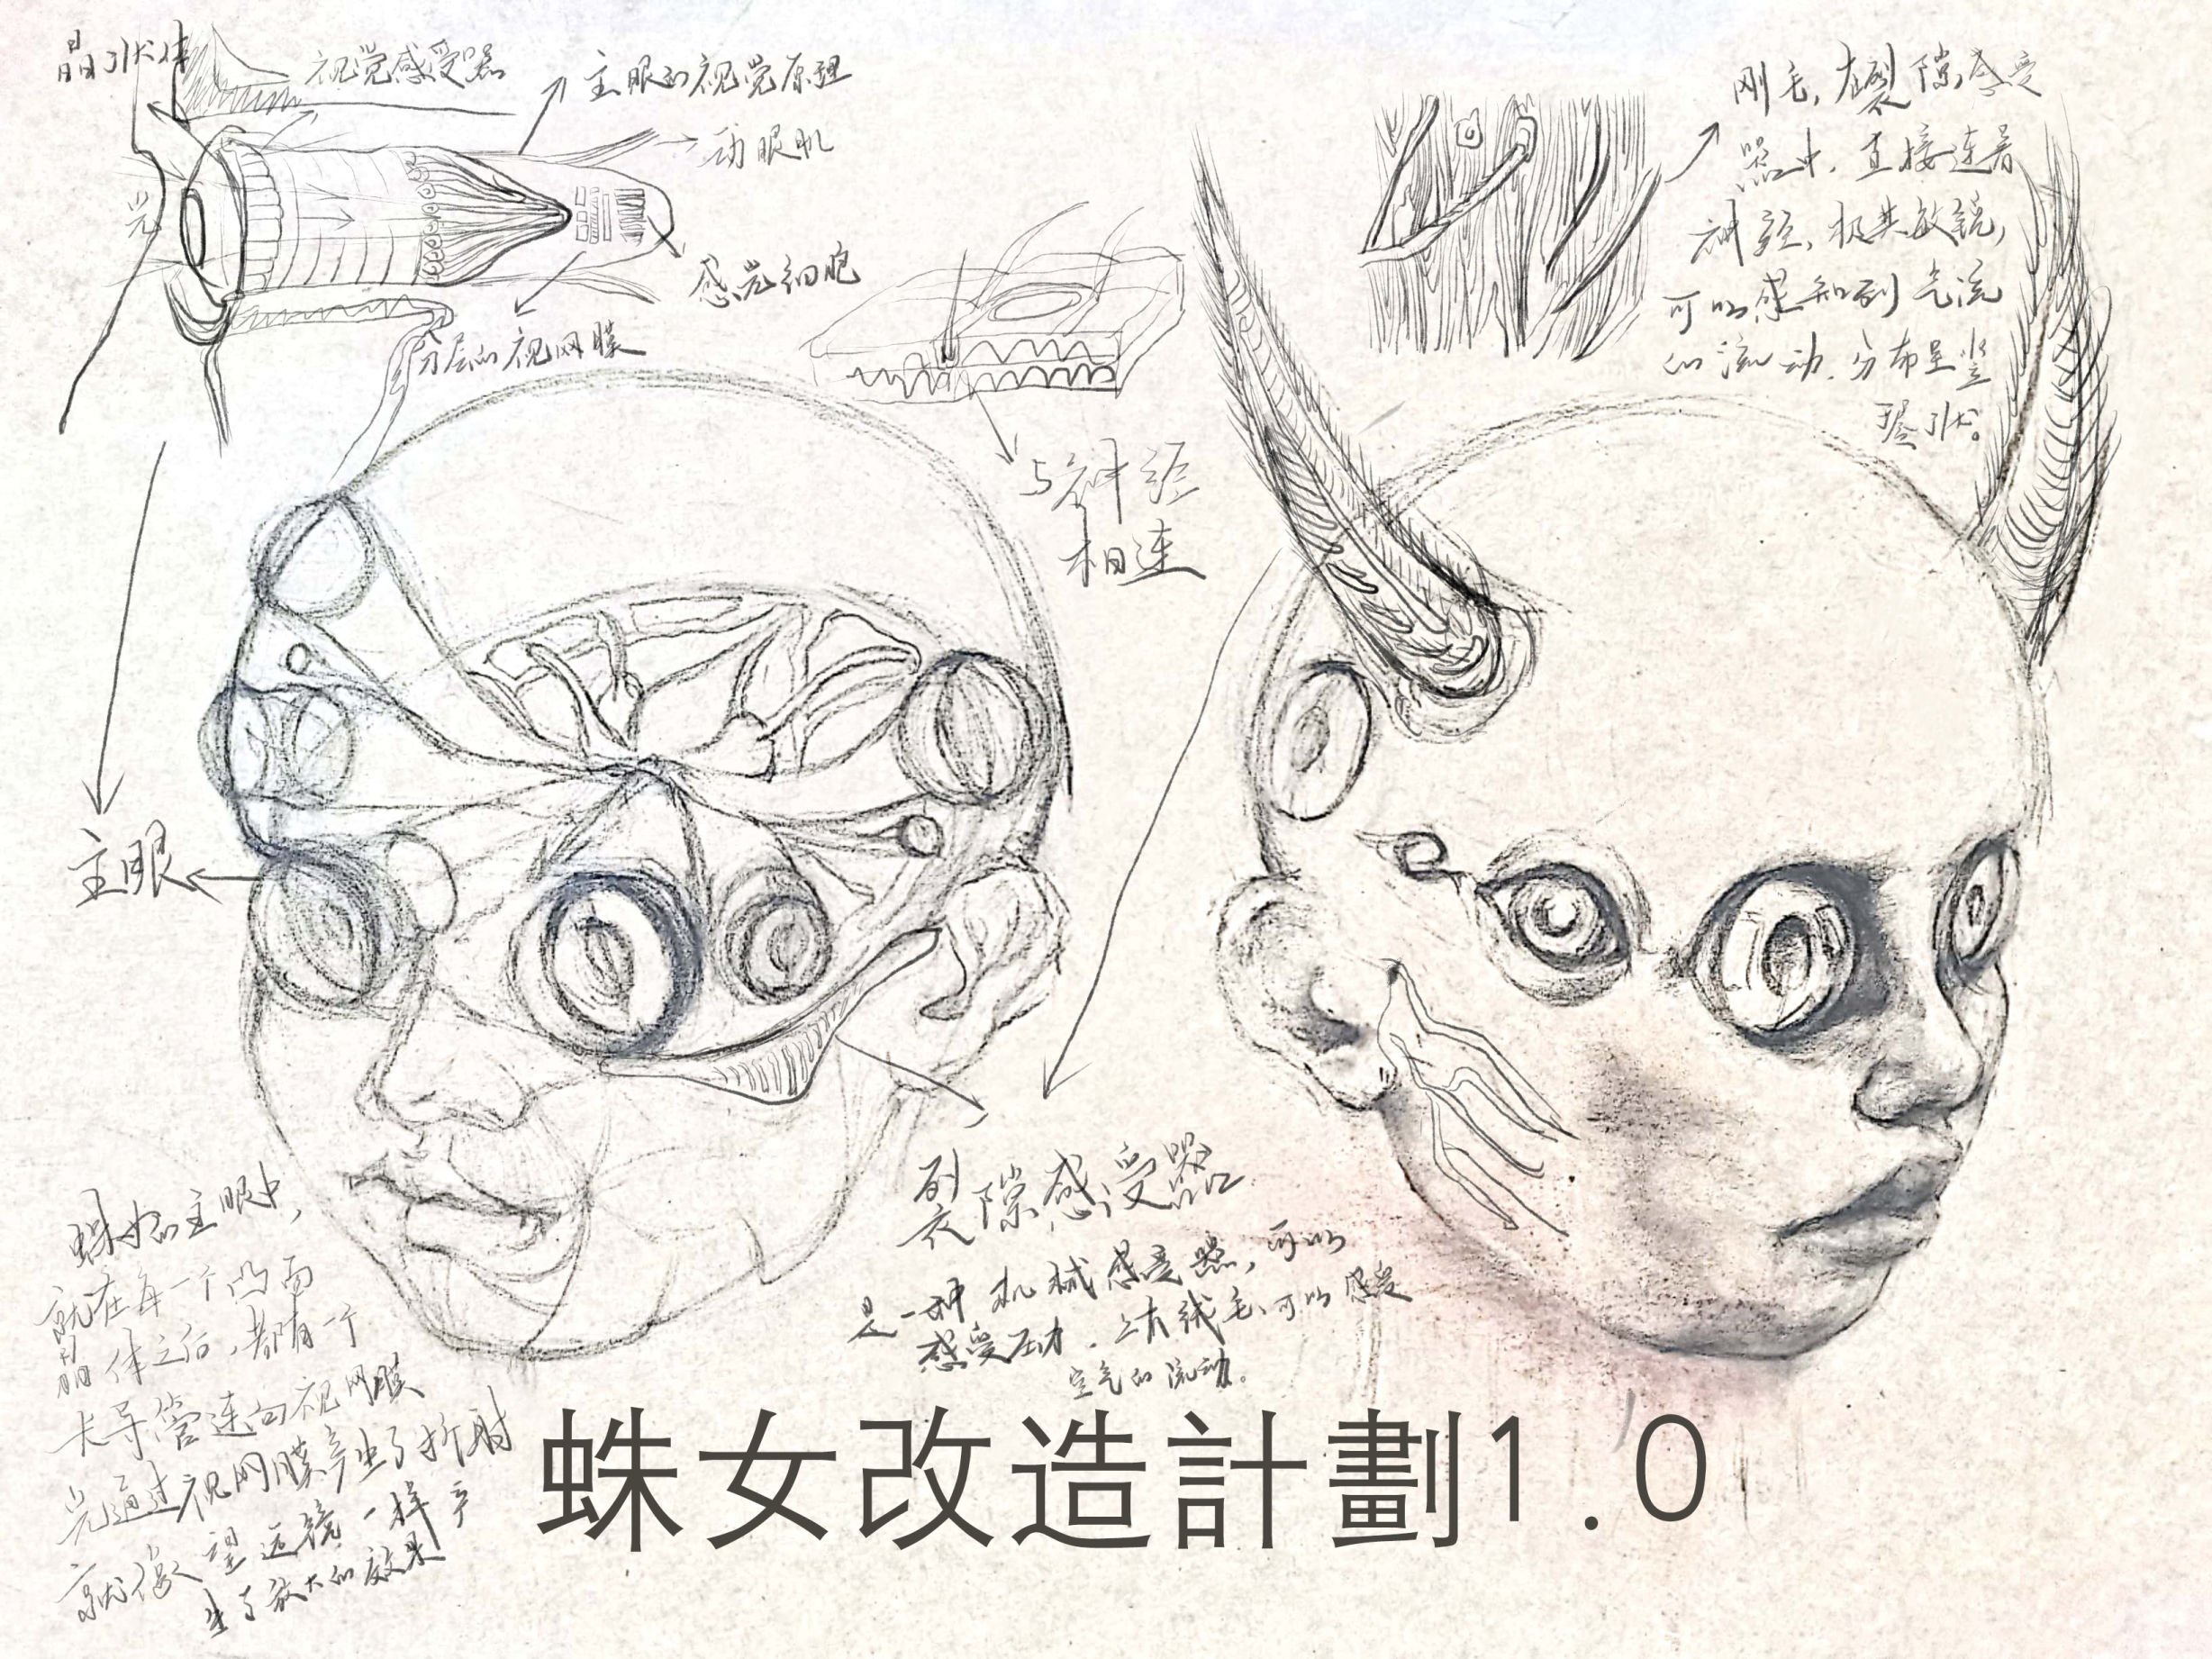 晶状体
视觉感受器
主眼的视觉原理
动眼肌
光
感觉细胞
分层的视网膜
刚毛，在裂隙感受
器中，直接连着
神经，极其敏锐，
可以感知到气流
的流动，分布呈竖
琴状。
与神经
相连
主眼
裂隙感受器
是一种机械感受器，可以
感受压力，上有绒毛，可以感受
空气的流动。
蛛女的主眼中，
就在每一个凸面
晶体之后，都有一个
长导管连向视网膜
光通过视网膜产生了折射
就像望远镜一样产
生了放大的效果
蛛女改造計劃1.0